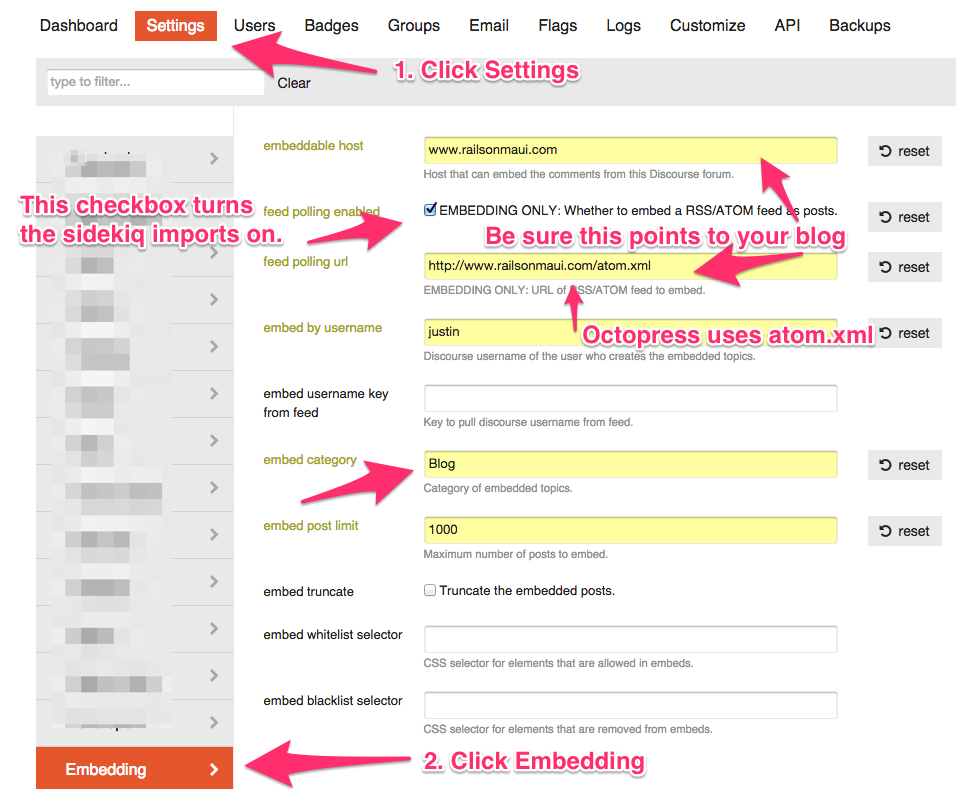 Dashboard Settings Users Badges Groups Email Flags Logs Customize API Backups
1. Click Settings
type to filter... Clear
embeddable host www.railsonmaui.com reset
Host that can embed the comments from this Discourse forum.
This checkbox turns
the sidekiq imports on.
feed polling enabled EMBEDDING ONLY: Whether to embed a RSS/ATOM feed as posts. reset
Be sure this points to your blog
feed polling url http://www.railsonmaui.com/atom.xml reset
EMBEDDING ONLY: URL of RSS/ATOM feed to embed.
embed by username justin reset
Octopress uses atom.xml
Discourse username of the user who creates the embedded topics.
embed username key
from feed
Key to pull discourse username from feed.
embed category Blog reset
Category of embedded topics.
embed post limit 1000 reset
Maximum number of posts to embed.
embed truncate Truncate the embedded posts.
embed whitelist selector
CSS selector for elements that are allowed in embeds.
embed blacklist selector
CSS selector for elements that are removed from embeds.
Embedding
2. Click Embedding